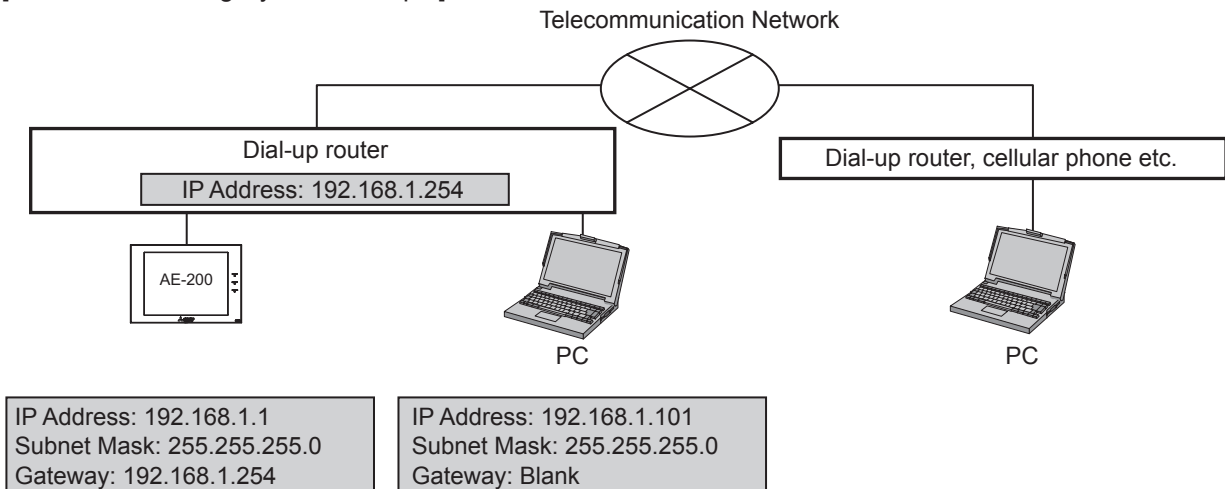 Telecommunication Network
Dial-up router
IP Address: 192.168.1.254
Dial-up router, cellular phone etc.
AE-200
PC
PC
IP Address: 192.168.1.1
Subnet Mask: 255.255.255.0
Gateway: 192.168.1.254
IP Address: 192.168.1.101
Subnet Mask: 255.255.255.0
Gateway: Blank